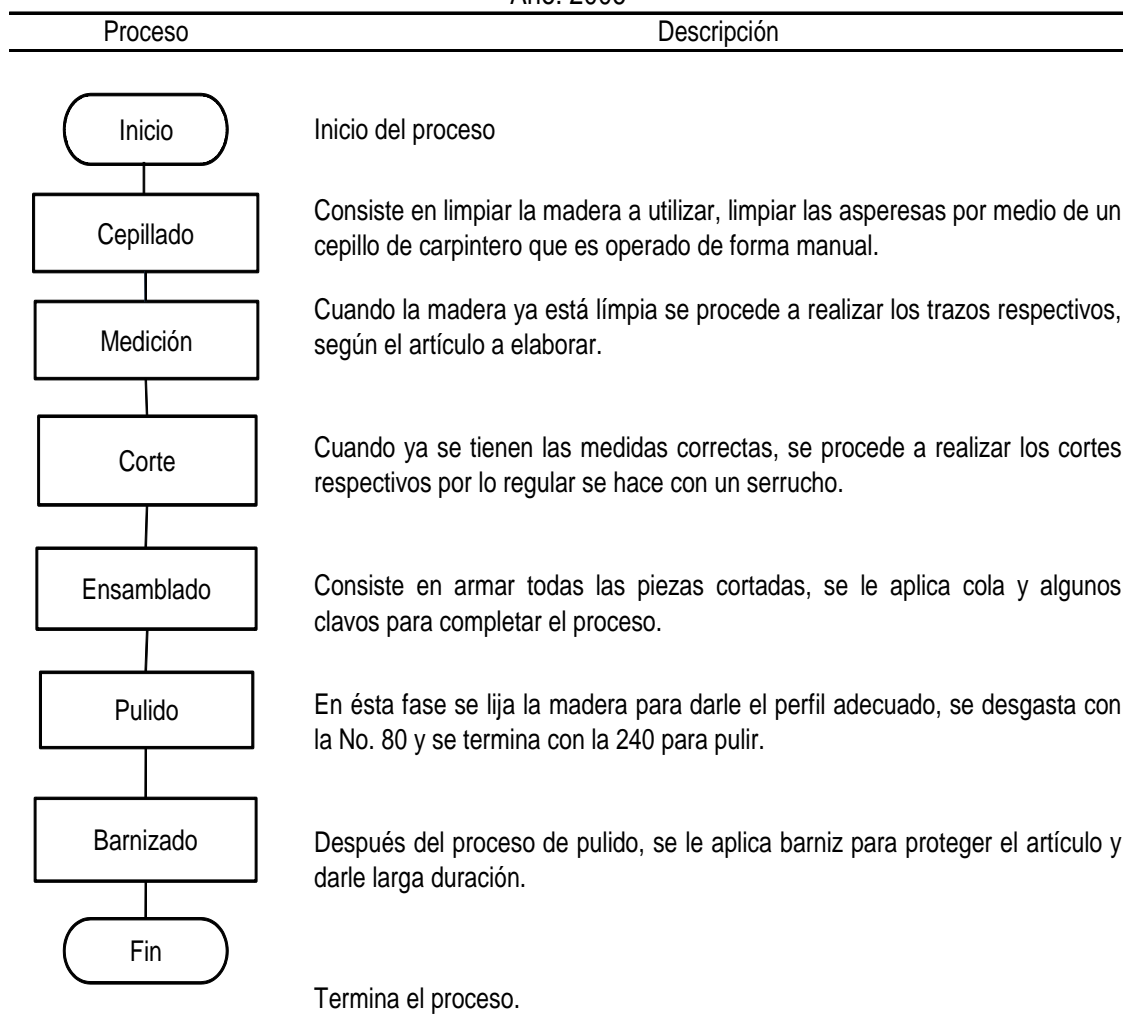 Proceso Descripción
Inicio Inicio del proceso
Cepillado
Consiste en limpiar la madera a utilizar, limpiar las asperesas por medio de un
cepillo de carpintero que es operado de forma manual.
Medición
Cuando la madera ya está límpia se procede a realizar los trazos respectivos,
según el artículo a elaborar.
Corte
Cuando ya se tienen las medidas correctas, se procede a realizar los cortes
respectivos por lo regular se hace con un serrucho.
Ensamblado
Consiste en armar todas las piezas cortadas, se le aplica cola y algunos
clavos para completar el proceso.
Pulido
En ésta fase se lija la madera para darle el perfil adecuado, se desgasta con
la No. 80 y se termina con la 240 para pulir.
Barnizado
Después del proceso de pulido, se le aplica barniz para proteger el artículo y
darle larga duración.
Fin
Termina el proceso.